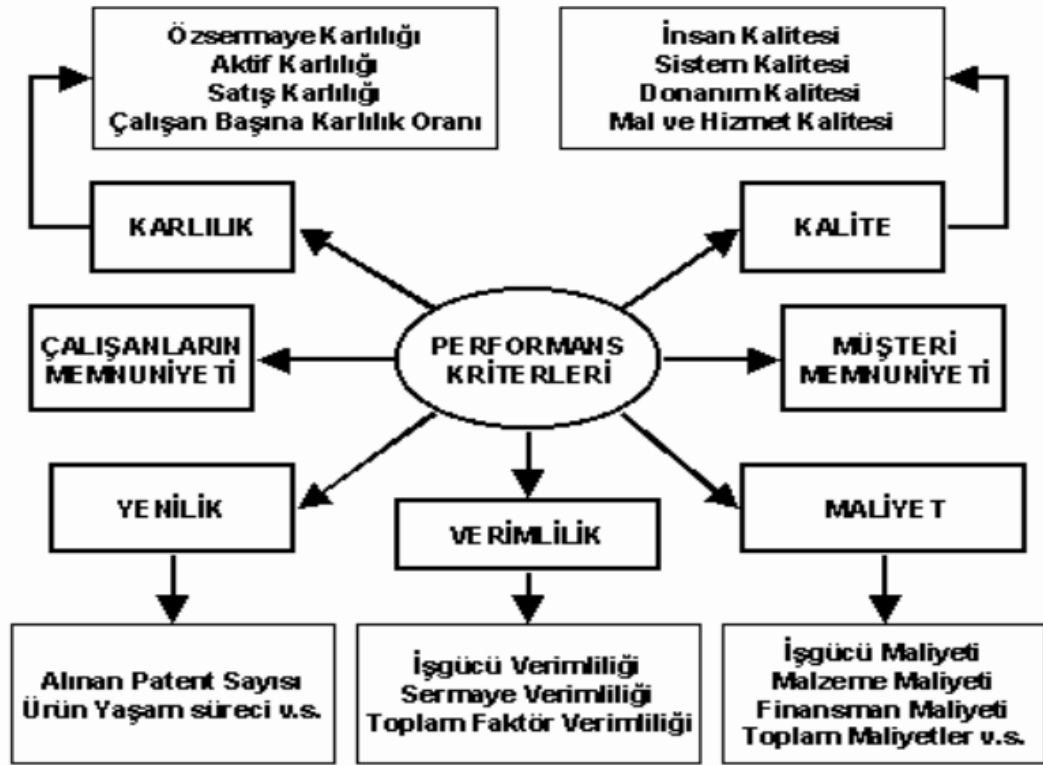 Özsermaye Karlılığı
Aktif Karlılığı
Satış Karlılığı
Çalışan Başına Karlılık Oranı
İnsan Kalitesi
Sistem Kalitesi
Donanım Kalitesi
Mal ve Hizmet Kalitesi
KARLILIK
KALİTE
ÇALIŞANLARIN
MEMNUNİYETİ
PERFORMANS
KRİTERLERİ
MÜŞTERİ
MEMNUNİYETİ
YENİLİK
VERİMLİLİK
MALİYET
Alınan Patent Sayısı
Ürün Yaşam süreci v.s.
İşgücü Verimliliği
Sermaye Verimliliği
Toplam Faktör Verimliliği
İşgücü Maliyeti
Malzeme Maliyeti
Finansman Maliyeti
Toplam Maliyetler v.s.